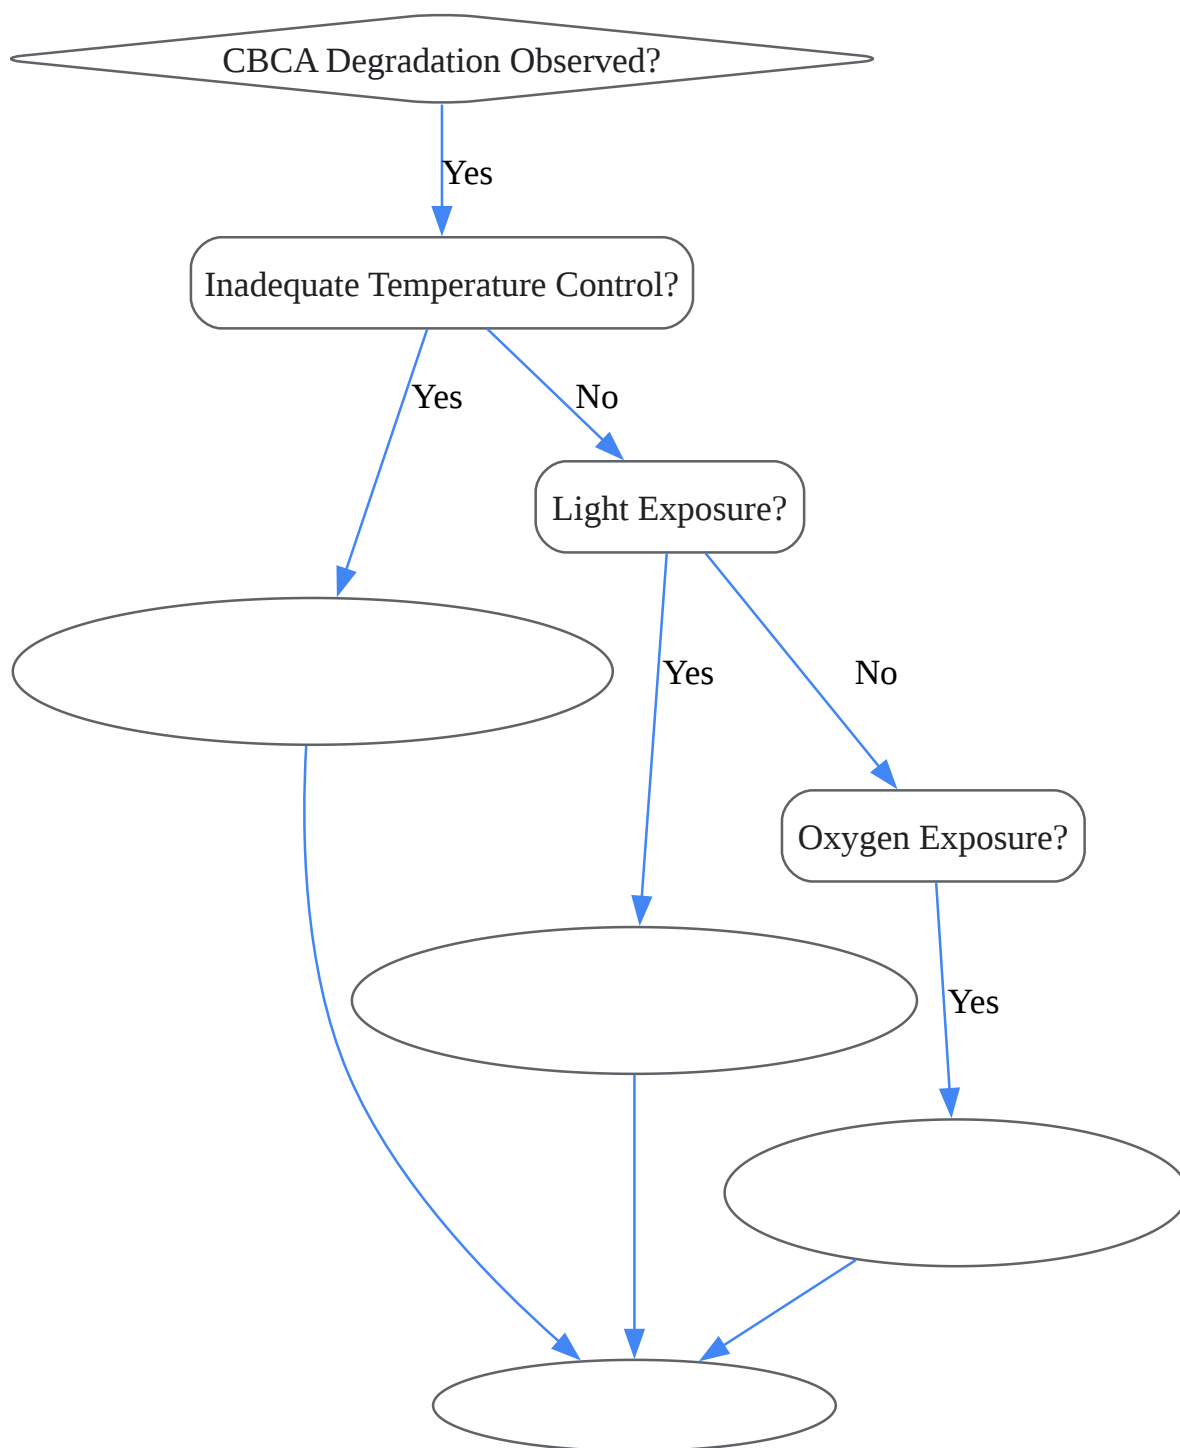 CBCA Degradation Observed?
Yes
Inadequate Temperature Control?
Yes
No
Light Exposure?
Yes
No
Oxygen Exposure?
Yes